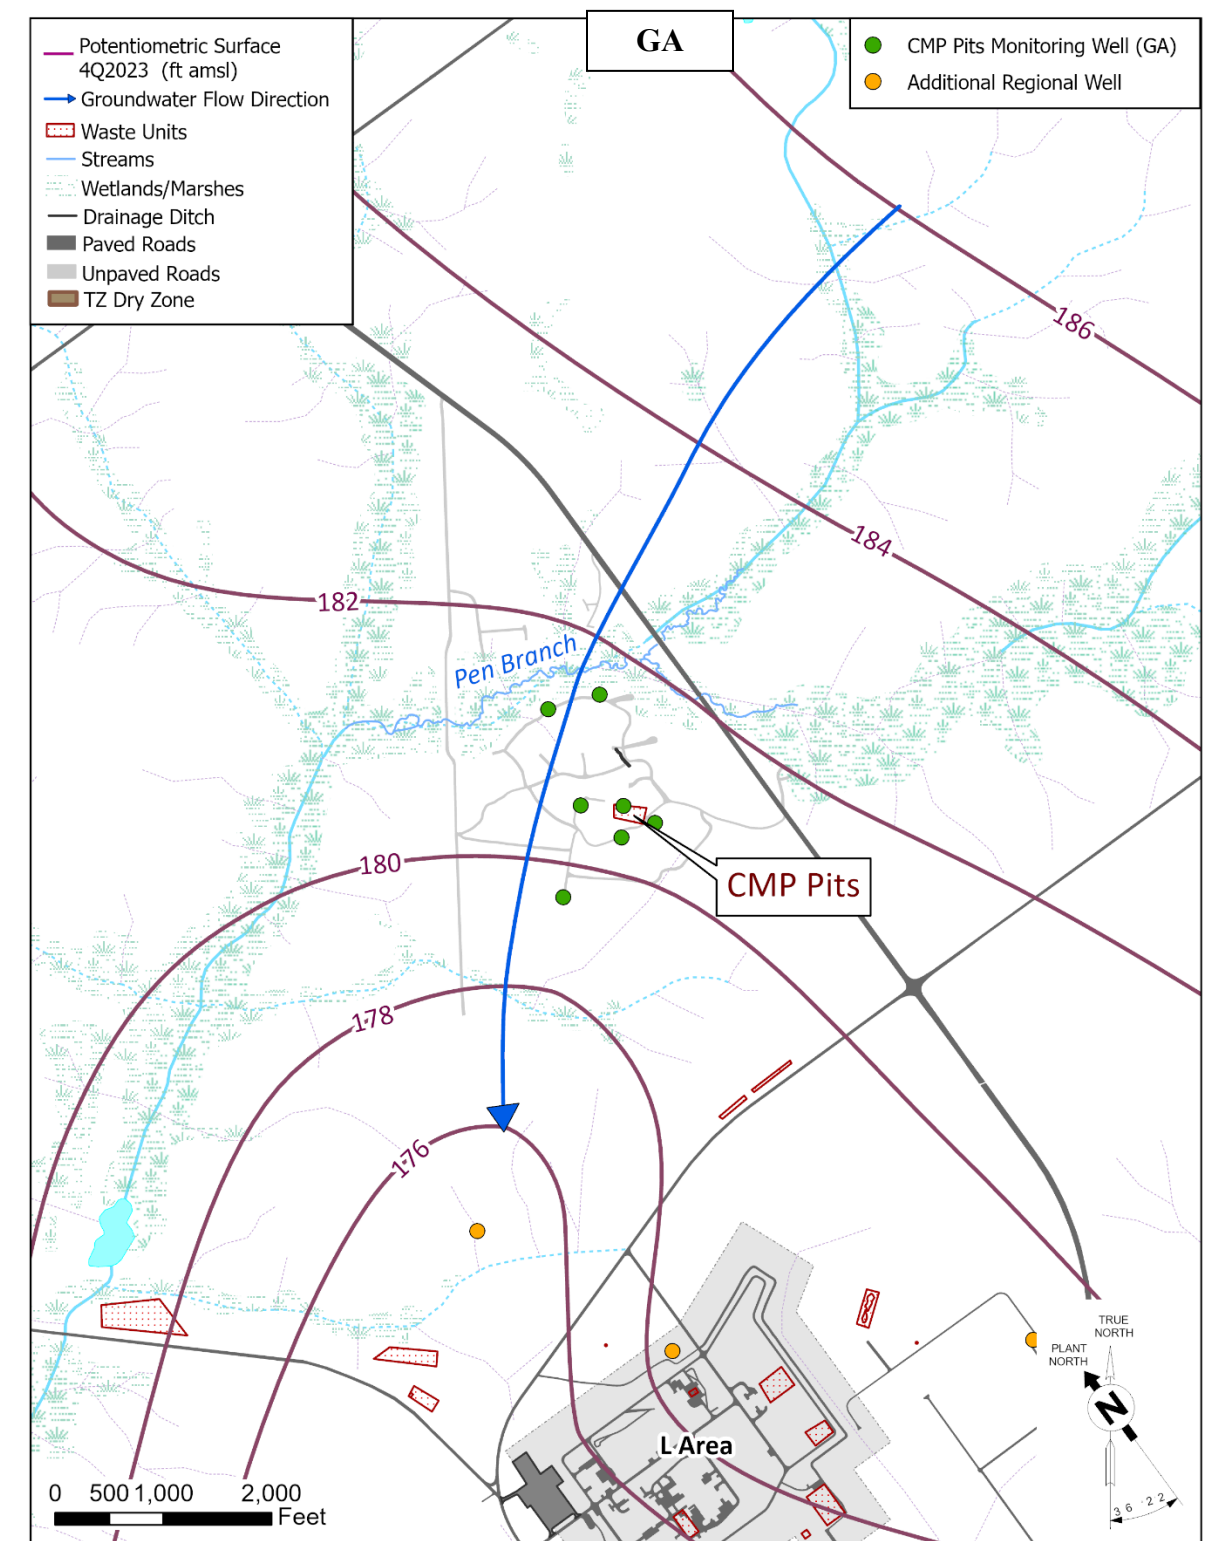 GA
Potentiometric Surface
4Q2023 (ft amsl)
Groundwater Flow Direction
Waste Units
Streams
Wetlands/Marshes
Drainage Ditch
Paved Roads
Unpaved Roads
TZ Dry Zone
CMP Pits Monitoring Well (GA)
Additional Regional Well
186
184
182
Pen Branch
180
CMP Pits
178
176
L Area
TRUE
NORTH
PLANT
NORTH
N
36.22
0 500 1,000 2,000
Feet